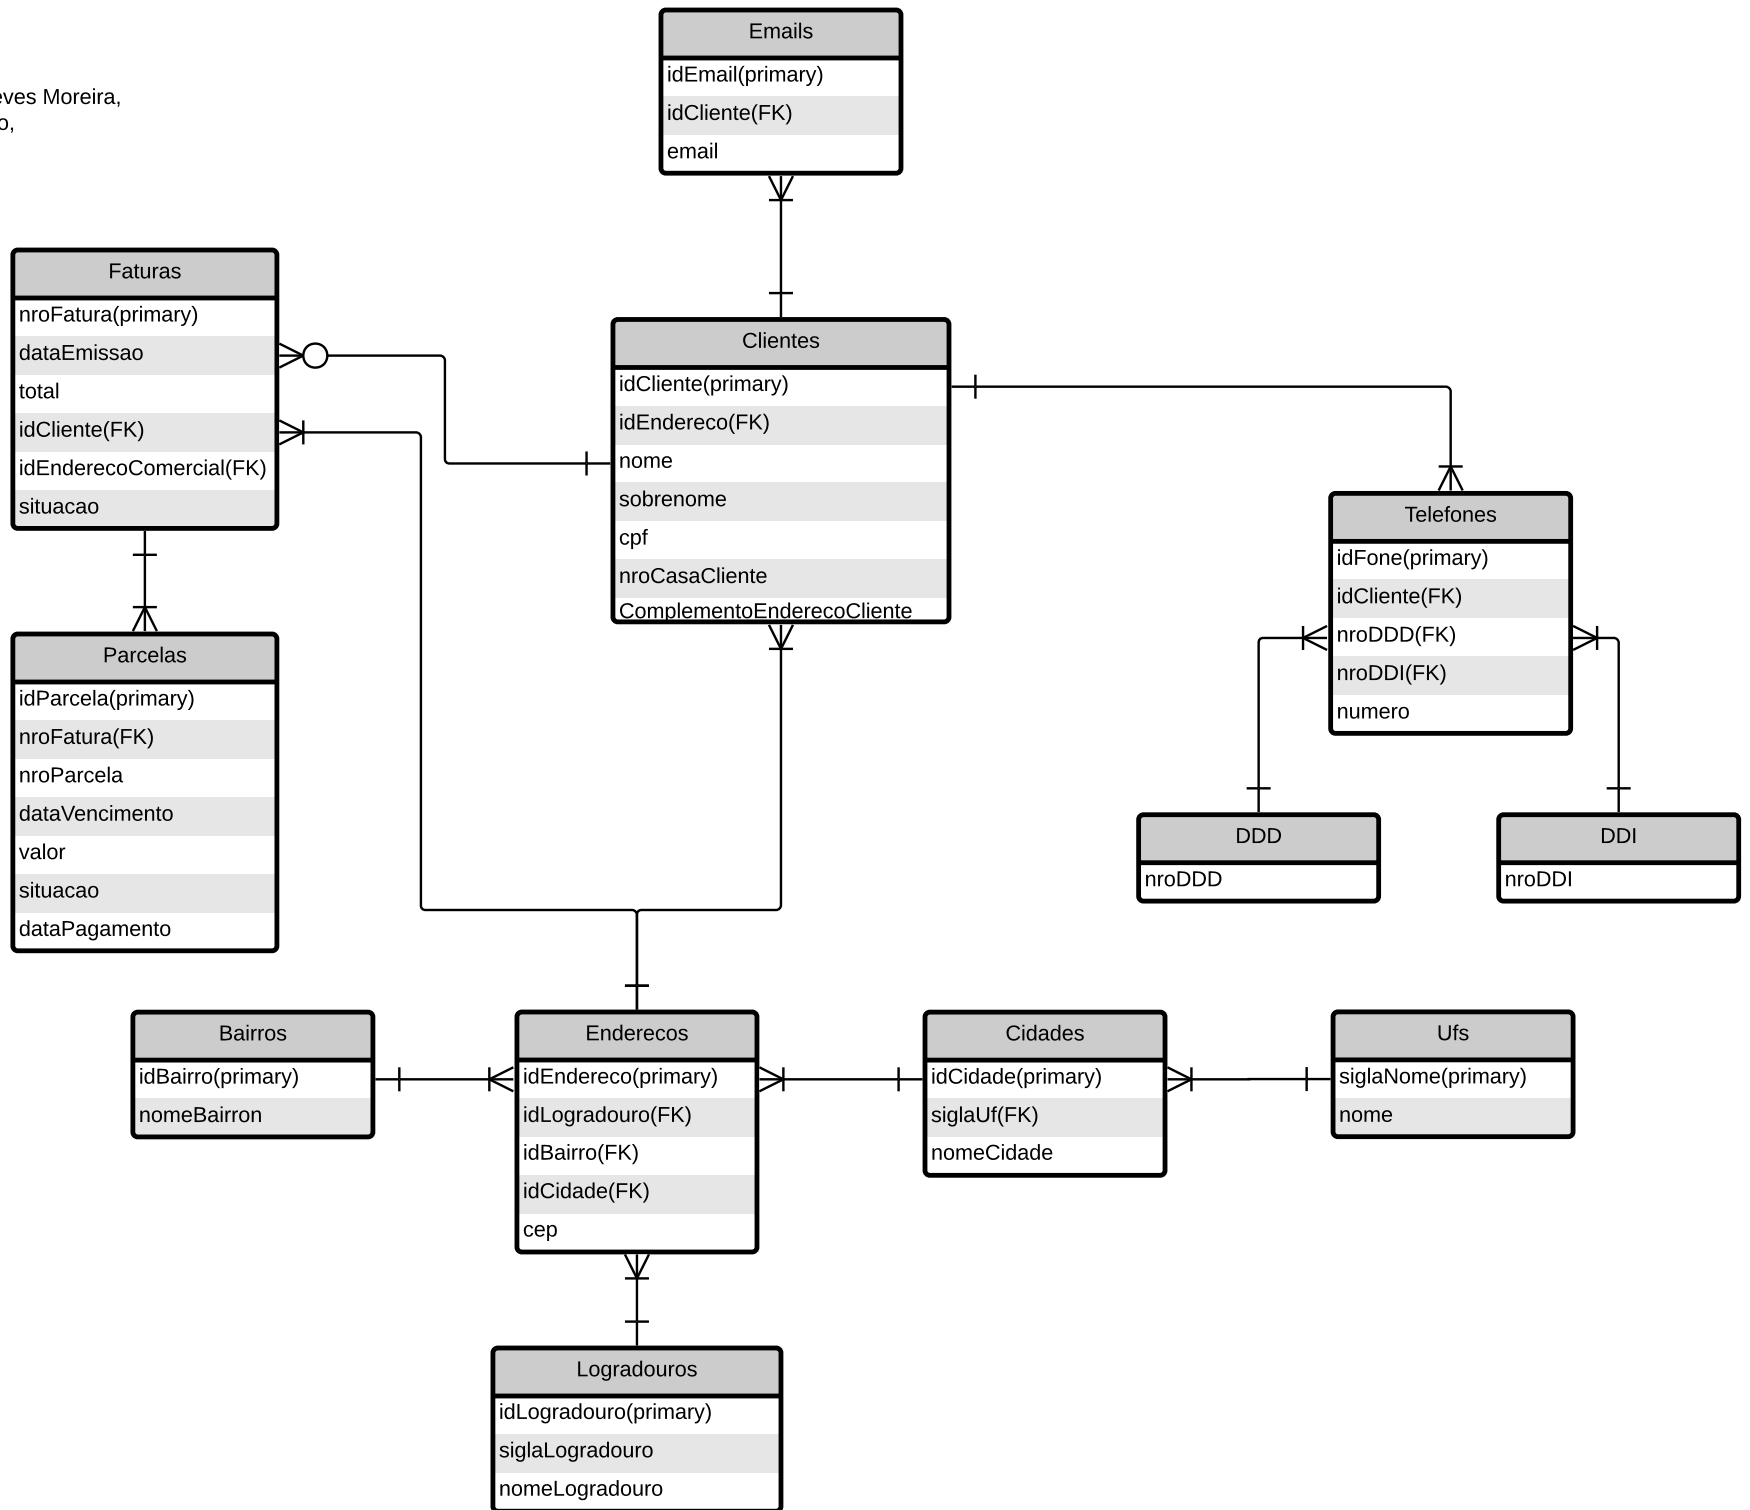 Emails
idEmail(primary)
idCliente(FK)
email
Moreira,
Faturas
nroFatura(primary)
dataEmissao
total
idCliente(FK)
idEnderecoComercial(FK)
situacao
Clientes
idCliente(primary)
idEndereco(FK)
nome
sobrenome
cpf
nroCasaCliente
ComplementoEnderecoCliente
Telefones
idFone(primary)
idCliente(FK)
nroDDD(FK)
nroDDI(FK)
numero
Parcelas
idParcela(primary)
nroFatura(FK)
nroParcela
dataVencimento
valor
situacao
dataPagamento
DDD
nroDDD
DDI
nroDDI
Bairros
idBairro(primary)
nomeBairron
Enderecos
idEndereco(primary)
idLogradouro(FK)
idBairro(FK)
idCidade(FK)
cep
Cidades
idCidade(primary)
siglaUf(FK)
nomeCidade
Ufs
siglaNome(primary)
nome
Logradouros
idLogradouro(primary)
siglaLogradouro
nomeLogradouro